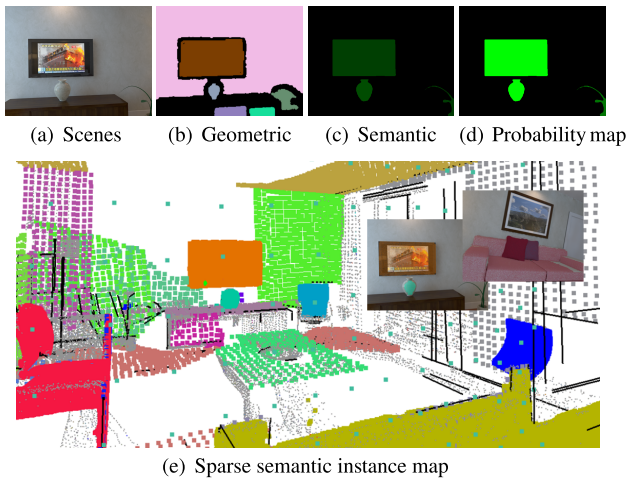 (a) Scenes
(b) Geometric
(c) Semantic
(d) Probability map
(e) Sparse semantic instance map